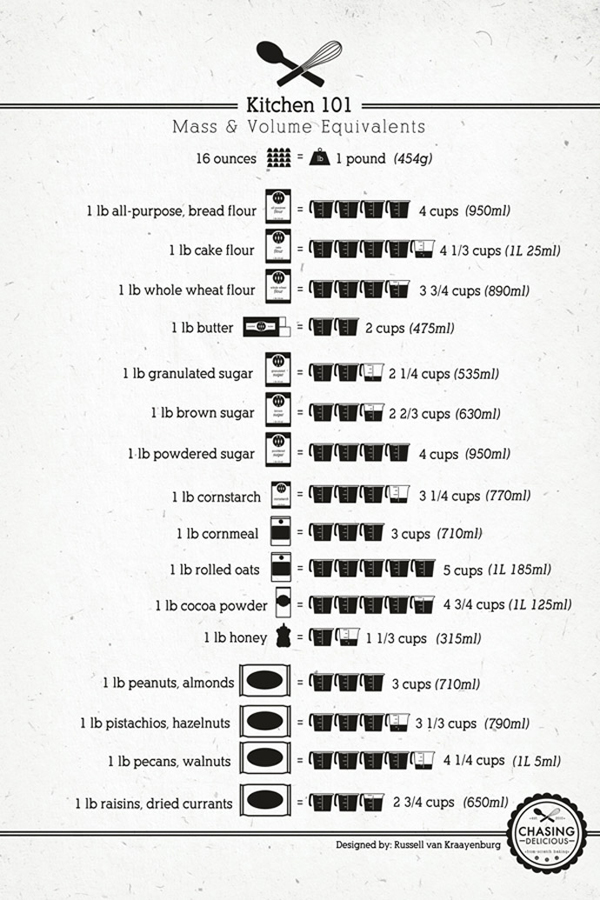 Kitchen 101
Mass & Volume Equivalents
16 ounces = lb 1 pound (454g)
1 lb all-purpose, bread flour = 4 cups (950ml)
1 lb cake flour = 4 1/3 cups (1L 25ml)
1 lb whole wheat flour = 3 3/4 cups (890ml)
1 lb butter = 2 cups (475ml)
1 lb granulated sugar = 2 1/4 cups (535ml)
1 lb brown sugar = 2 2/3 cups (630ml)
1 lb powdered sugar = 4 cups (950ml)
1 lb cornstarch = 3 1/4 cups (770ml)
1 lb cornmeal = 3 cups (710ml)
1 lb rolled oats = 5 cups (1L 185ml)
1 lb cocoa powder = 4 3/4 cups (1L 125ml)
1 lb honey = 1 1/3 cups (315ml)
1 lb peanuts, almonds = 3 cups (710ml)
1 lb pistachios, hazelnuts = 3 1/3 cups (790ml)
1 lb pecans, walnuts = 4 1/4 cups (1L 5ml)
1 lb raisins, dried currants = 2 3/4 cups (650ml)
Designed by: Russell van Kraayenburg
CHASING
DELICIOUS